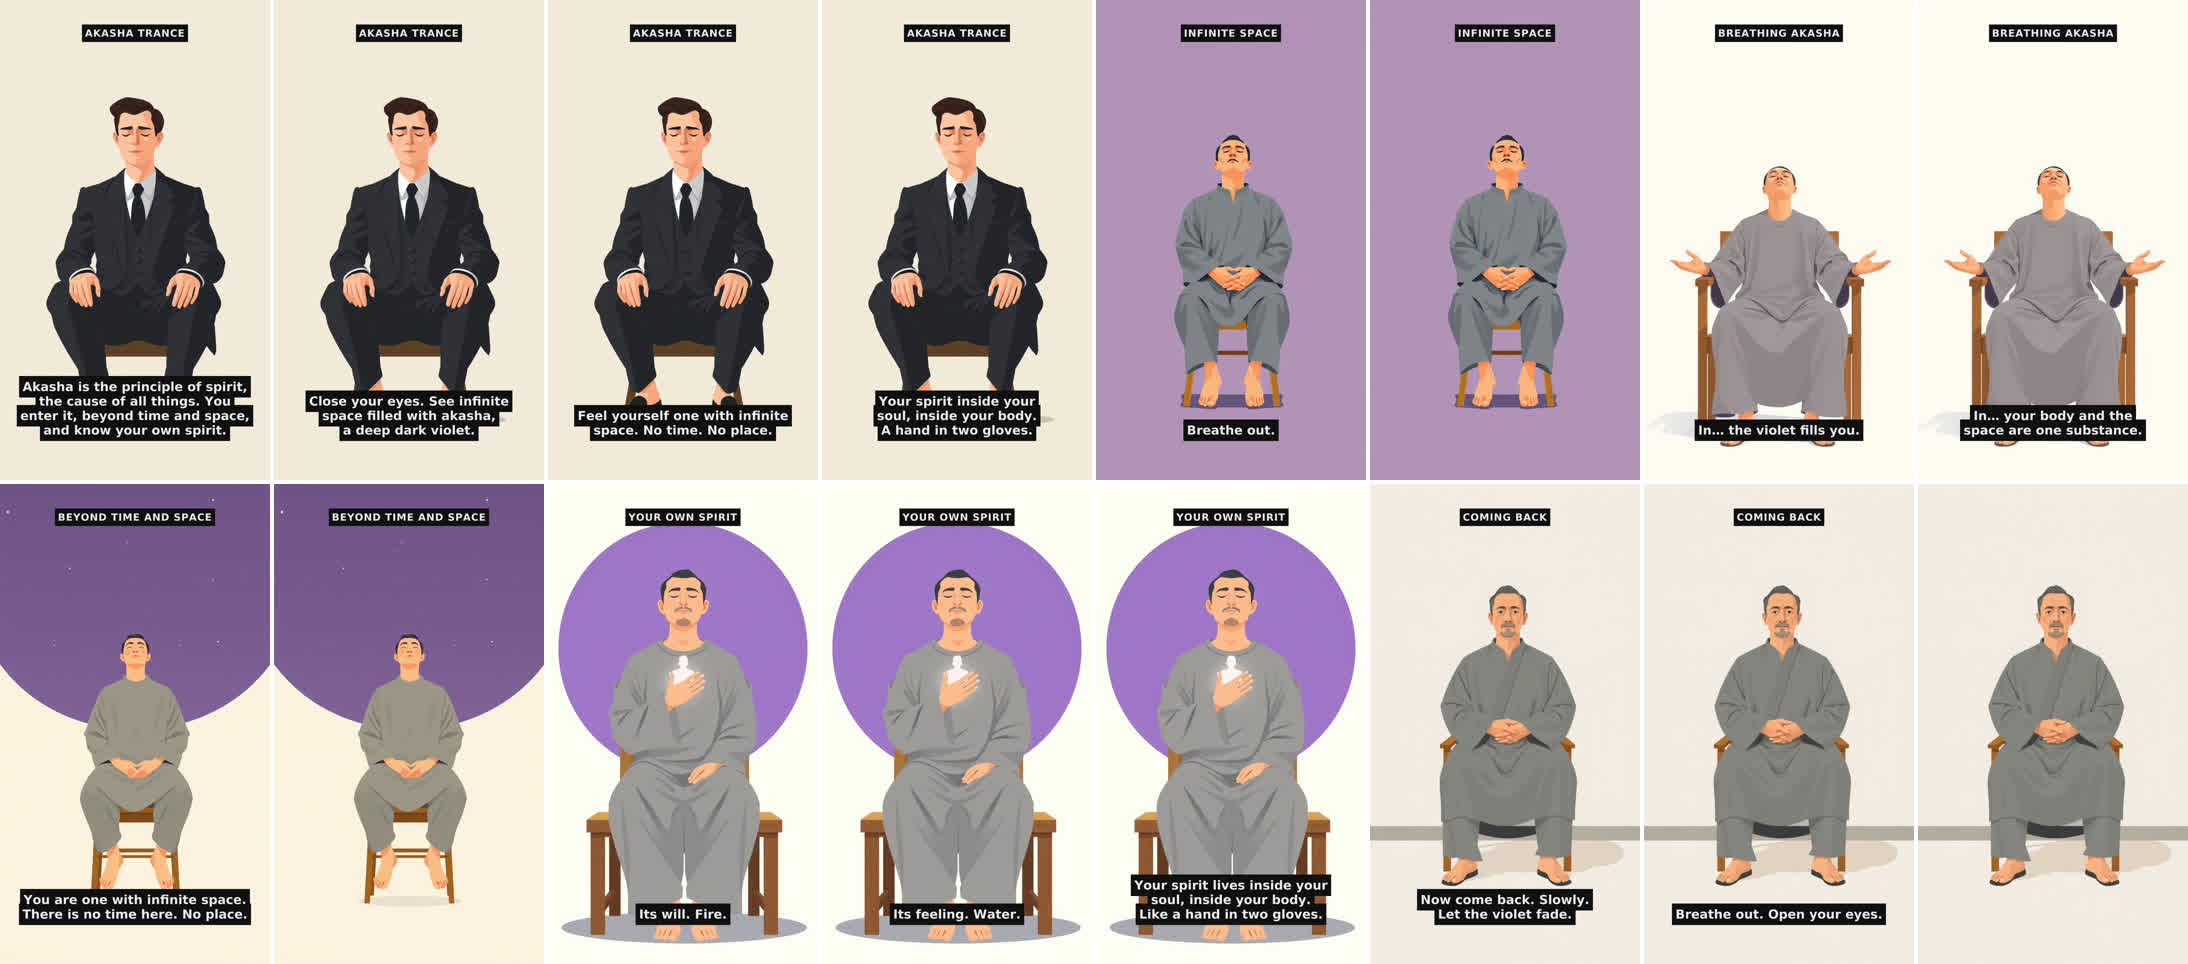 AKASHA TRANCE
Akasha is the principle of spirit,
the cause of all things. You
enter it, beyond time and space,
and know your own spirit.
AKASHA TRANCE
Close your eyes. See infinite
space filled with akasha,
a deep dark violet.
AKASHA TRANCE
Feel yourself one with infinite
space. No time. No place.
AKASHA TRANCE
Your spirit inside your
soul, inside your body.
A hand in two gloves.
INFINITE SPACE
Breathe out.
INFINITE SPACE
BREATHING AKASHA
In... the violet fills you.
BREATHING AKASHA
In... your body and the
space are one substance.
BEYOND TIME AND SPACE
You are one with infinite space.
There is no time here. No place.
BEYOND TIME AND SPACE
YOUR OWN SPIRIT
Its will. Fire.
YOUR OWN SPIRIT
Its feeling. Water.
YOUR OWN SPIRIT
Your spirit lives inside your
soul, inside your body.
Like a hand in two gloves.
COMING BACK
Now come back. Slowly.
Let the violet fade.
COMING BACK
Breathe out. Open your eyes.